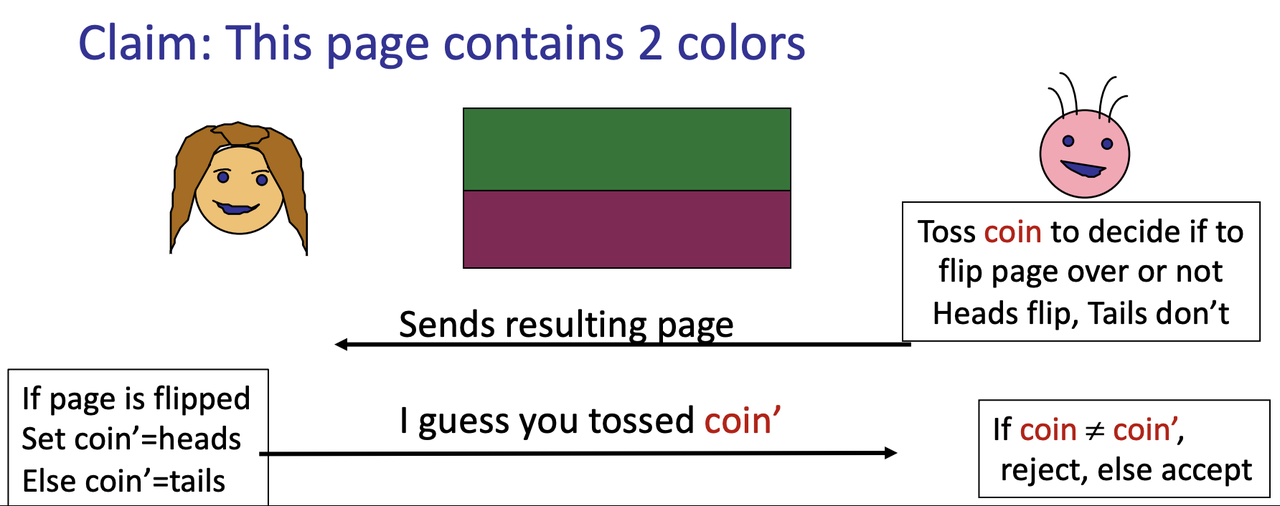 Claim: This page contains 2 colors
Toss coin to decide if to
flip page over or not
Heads flip, Tails don’t
Sends resulting page
If page is flipped
Set coin’=heads
Else coin’=tails
I guess you tossed coin’
If coin ≠ coin’,
reject, else accept